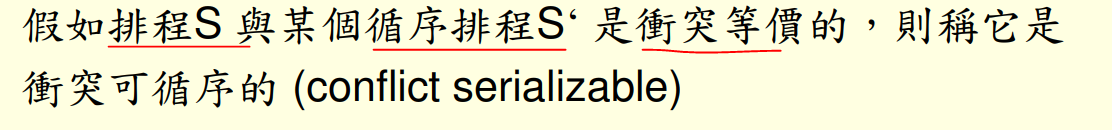 假如排程S 與某個循序排程S‘ 是衝突等價的，則稱它是
衝突可循序的 (conflict serializable)